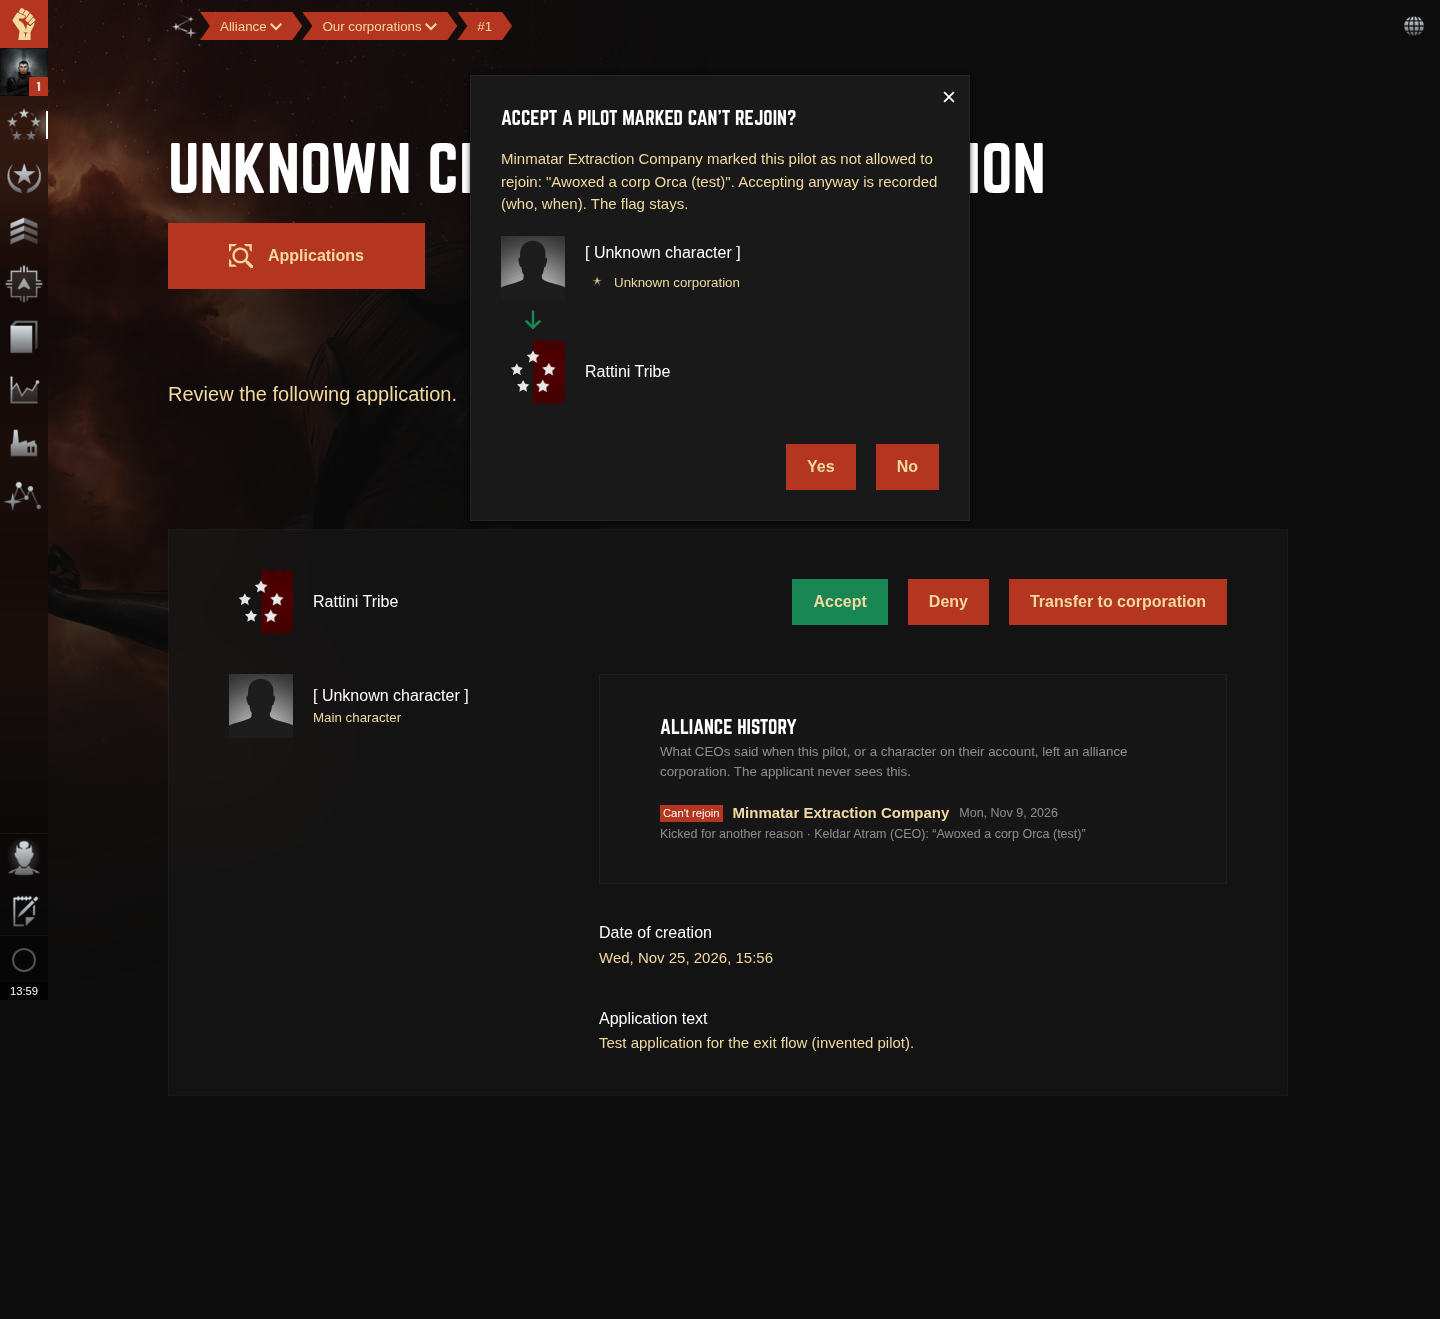 Alliance
Our corporations
#1
1
UNKNOWN
ION
Applications
Review the following application.
ACCEPT A PILOT MARKED CAN'T REJOIN?
Minmatar Extraction Company marked this pilot as not allowed to
rejoin: "Awoxed a corp Orca (test)". Accepting anyway is recorded
(who, when). The flag stays.
[ Unknown character ]
Unknown corporation
Rattini Tribe
Yes
No
Rattini Tribe
Accept
Deny
Transfer to corporation
[ Unknown character ]
Main character
ALLIANCE HISTORY
What CEOs said when this pilot, or a character on their account, left an alliance
corporation. The applicant never sees this.
Can't rejoin Minmatar Extraction Company Mon, Nov 9, 2026
Kicked for another reason · Keldar Atram (CEO): “Awoxed a corp Orca (test)”
Date of creation
Wed, Nov 25, 2026, 15:56
Application text
Test application for the exit flow (invented pilot).
13:59